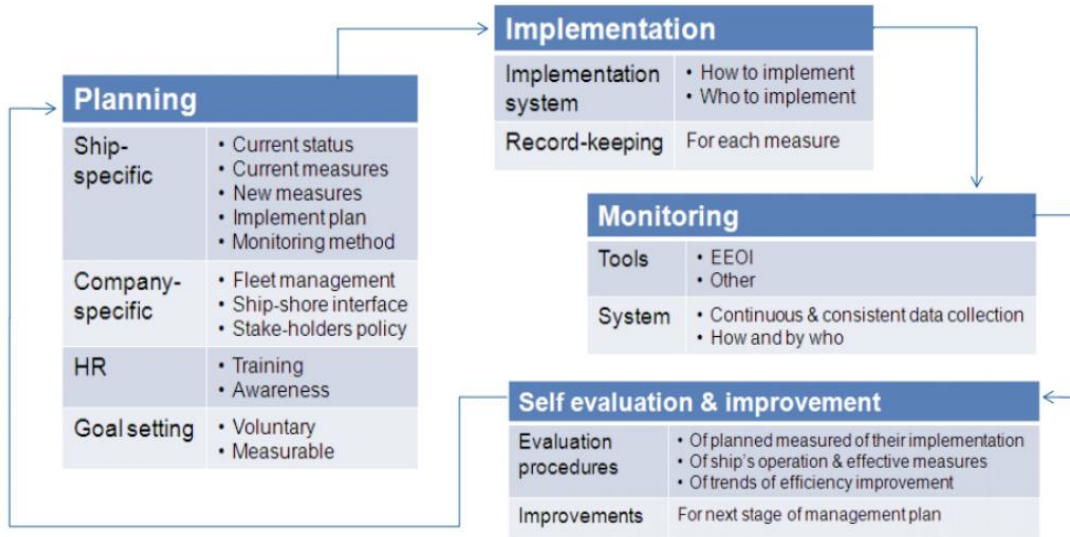 Planning
Ship-
specific
• Current status
• Current measures
• New measures
• Implement plan
• Monitoring method
Company-
specific
• Fleet management
• Ship-shore interface
• Stake-holders policy
HR
• Training
• Awareness
Goal setting
• Voluntary
• Measurable
Implementation
Implementation
system
• How to implement
• Who to implement
Record-keeping
For each measure
Monitoring
Tools
• EEOI
• Other
System
• Continuous & consistent data collection
• How and by who
Self evaluation & improvement
Evaluation
procedures
• Of planned measured of their implementation
• Of ship's operation & effective measures
• Of trends of efficiency improvement
Improvements
For next stage of management plan